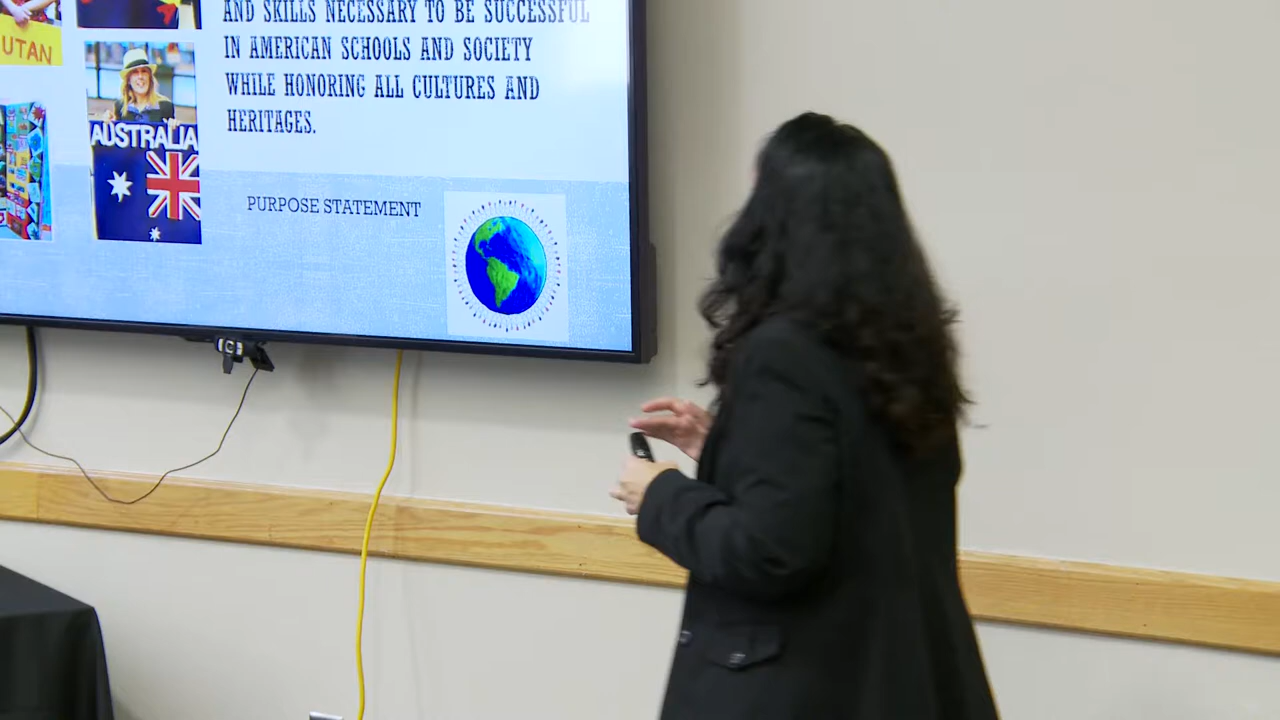 AND SKILLS NECESSARY TO BE SUCCESSFUL
IN AMERICAN SCHOOLS AND SOCIETY
WHILE HONORING ALL CULTURES AND
HERITAGES.
PURPOSE STATEMENT
UTAN
AUSTRALIA